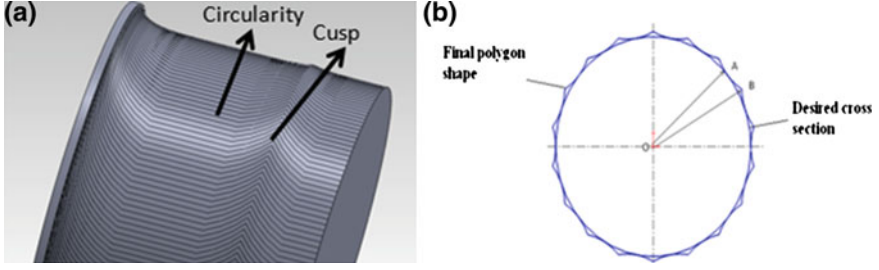 (a)
Circularity
Cusp
(b)
Final polygon
shape
A
B
Desired cross
section
O